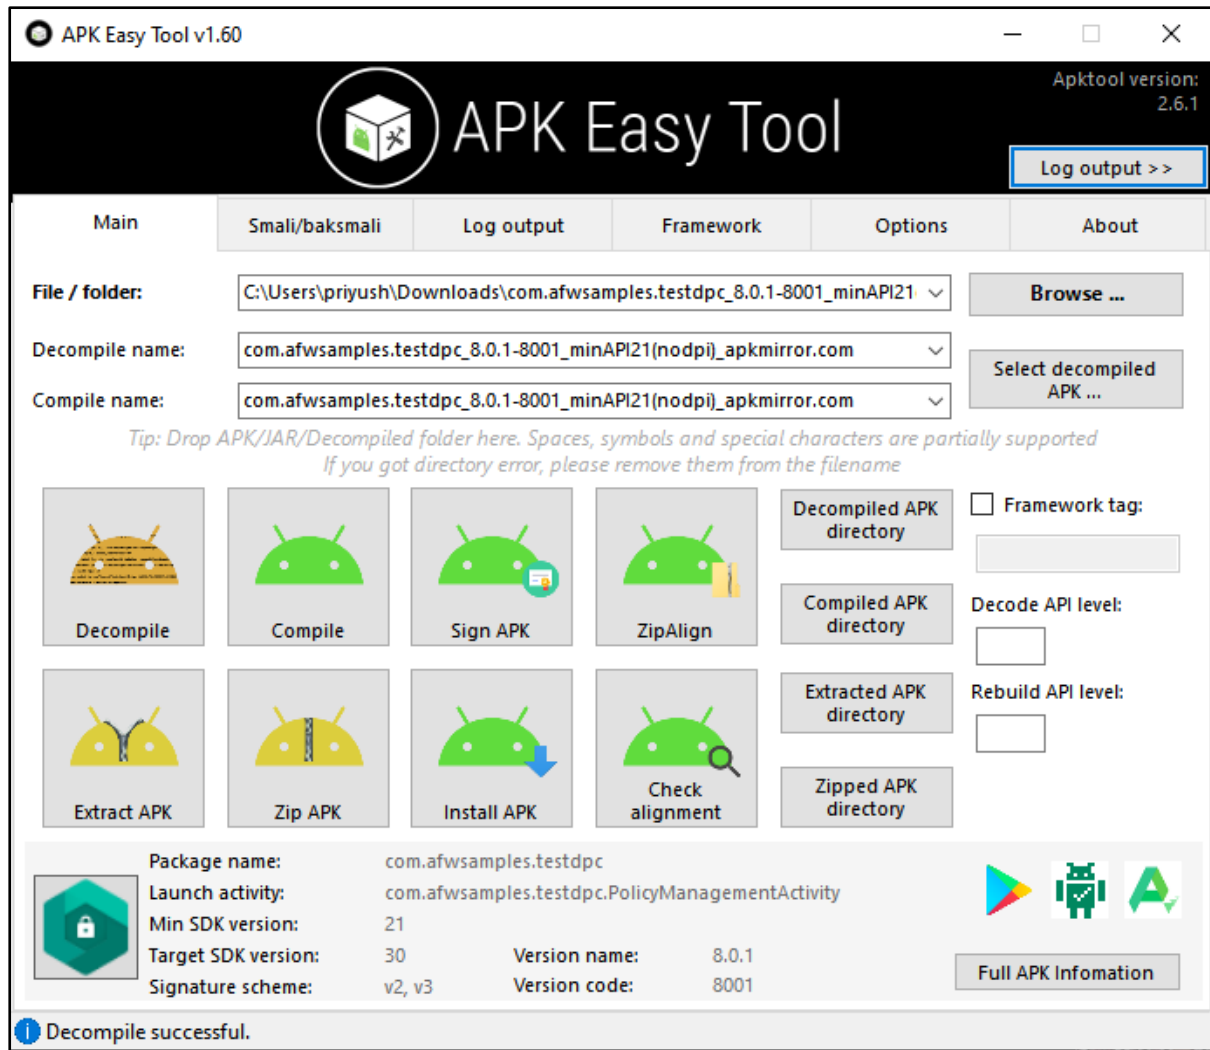 APK Easy Tool v1.60
APK Easy Tool
Apktool version:
2.6.1
Log output >>
Main
Smali/baksmali
Log output
Framework
Options
About
File / folder:
C:\Users\priyush\Downloads\com.afwsamples.testdpc_8.0.1-8001_minAPI21
Browse ...
Decompile name:
com.afwsamples.testdpc_8.0.1-8001_minAPI21(nodpi)_apkmirror.com
Select decompiled
APK ...
Compile name:
com.afwsamples.testdpc_8.0.1-8001_minAPI21(nodpi)_apkmirror.com
Tip: Drop APK/JAR/Decompiled folder here. Spaces, symbols and special characters are partially supported
If you got directory error, please remove them from the filename
Decompile
Compile
Sign APK
ZipAlign
Decompiled APK
directory
Framework tag:
Compiled APK
directory
Decode API level:
Extract APK
Zip APK
Install APK
Check
alignment
Extracted APK
directory
Rebuild API level:
Zipped APK
directory
Package name: com.afwsamples.testdpc
Launch activity: com.afwsamples.testdpc.PolicyManagementActivity
Min SDK version: 21
Target SDK version: 30 Version name: 8.0.1
Signature scheme: v2, v3 Version code: 8001
Full APK Infomation
Decompile successful.